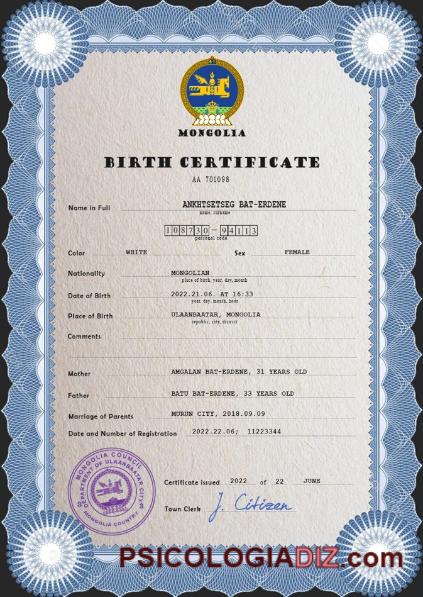 MONGOLIA
BIRTH CERTIFICATE
AA 701098
Name in Full ANKHTSETSEG BAT-ERDENE
name, surname
108730-94113
personal code
Color WHITE Sex FEMALE
Nationality MONGOLIAN
place of birth, year, day, month
Date of Birth 2022.21.06. AT 16:33
year, day, month, hour
Place of Birth ULAANBAATAR, MONGOLIA
republic, city, district
Comments
Mother AMGALAN BAT-ERDENE, 31 YEARS OLD
Father BATU BAT-ERDENE, 33 YEARS OLD
Marriage of Parents MURUN CITY, 2018.09.09
Date and Number of Registration 2022.22.06; 11223344
MONGOLIA COUNCIL
DEPARTMENT OF ULAANBAATAR CITY
MONGOLIA COUNTRY
Certificate issued 2022 of 22 JUNE
Town Clerk J. Citizen
PSICOLOGIADIZ.com